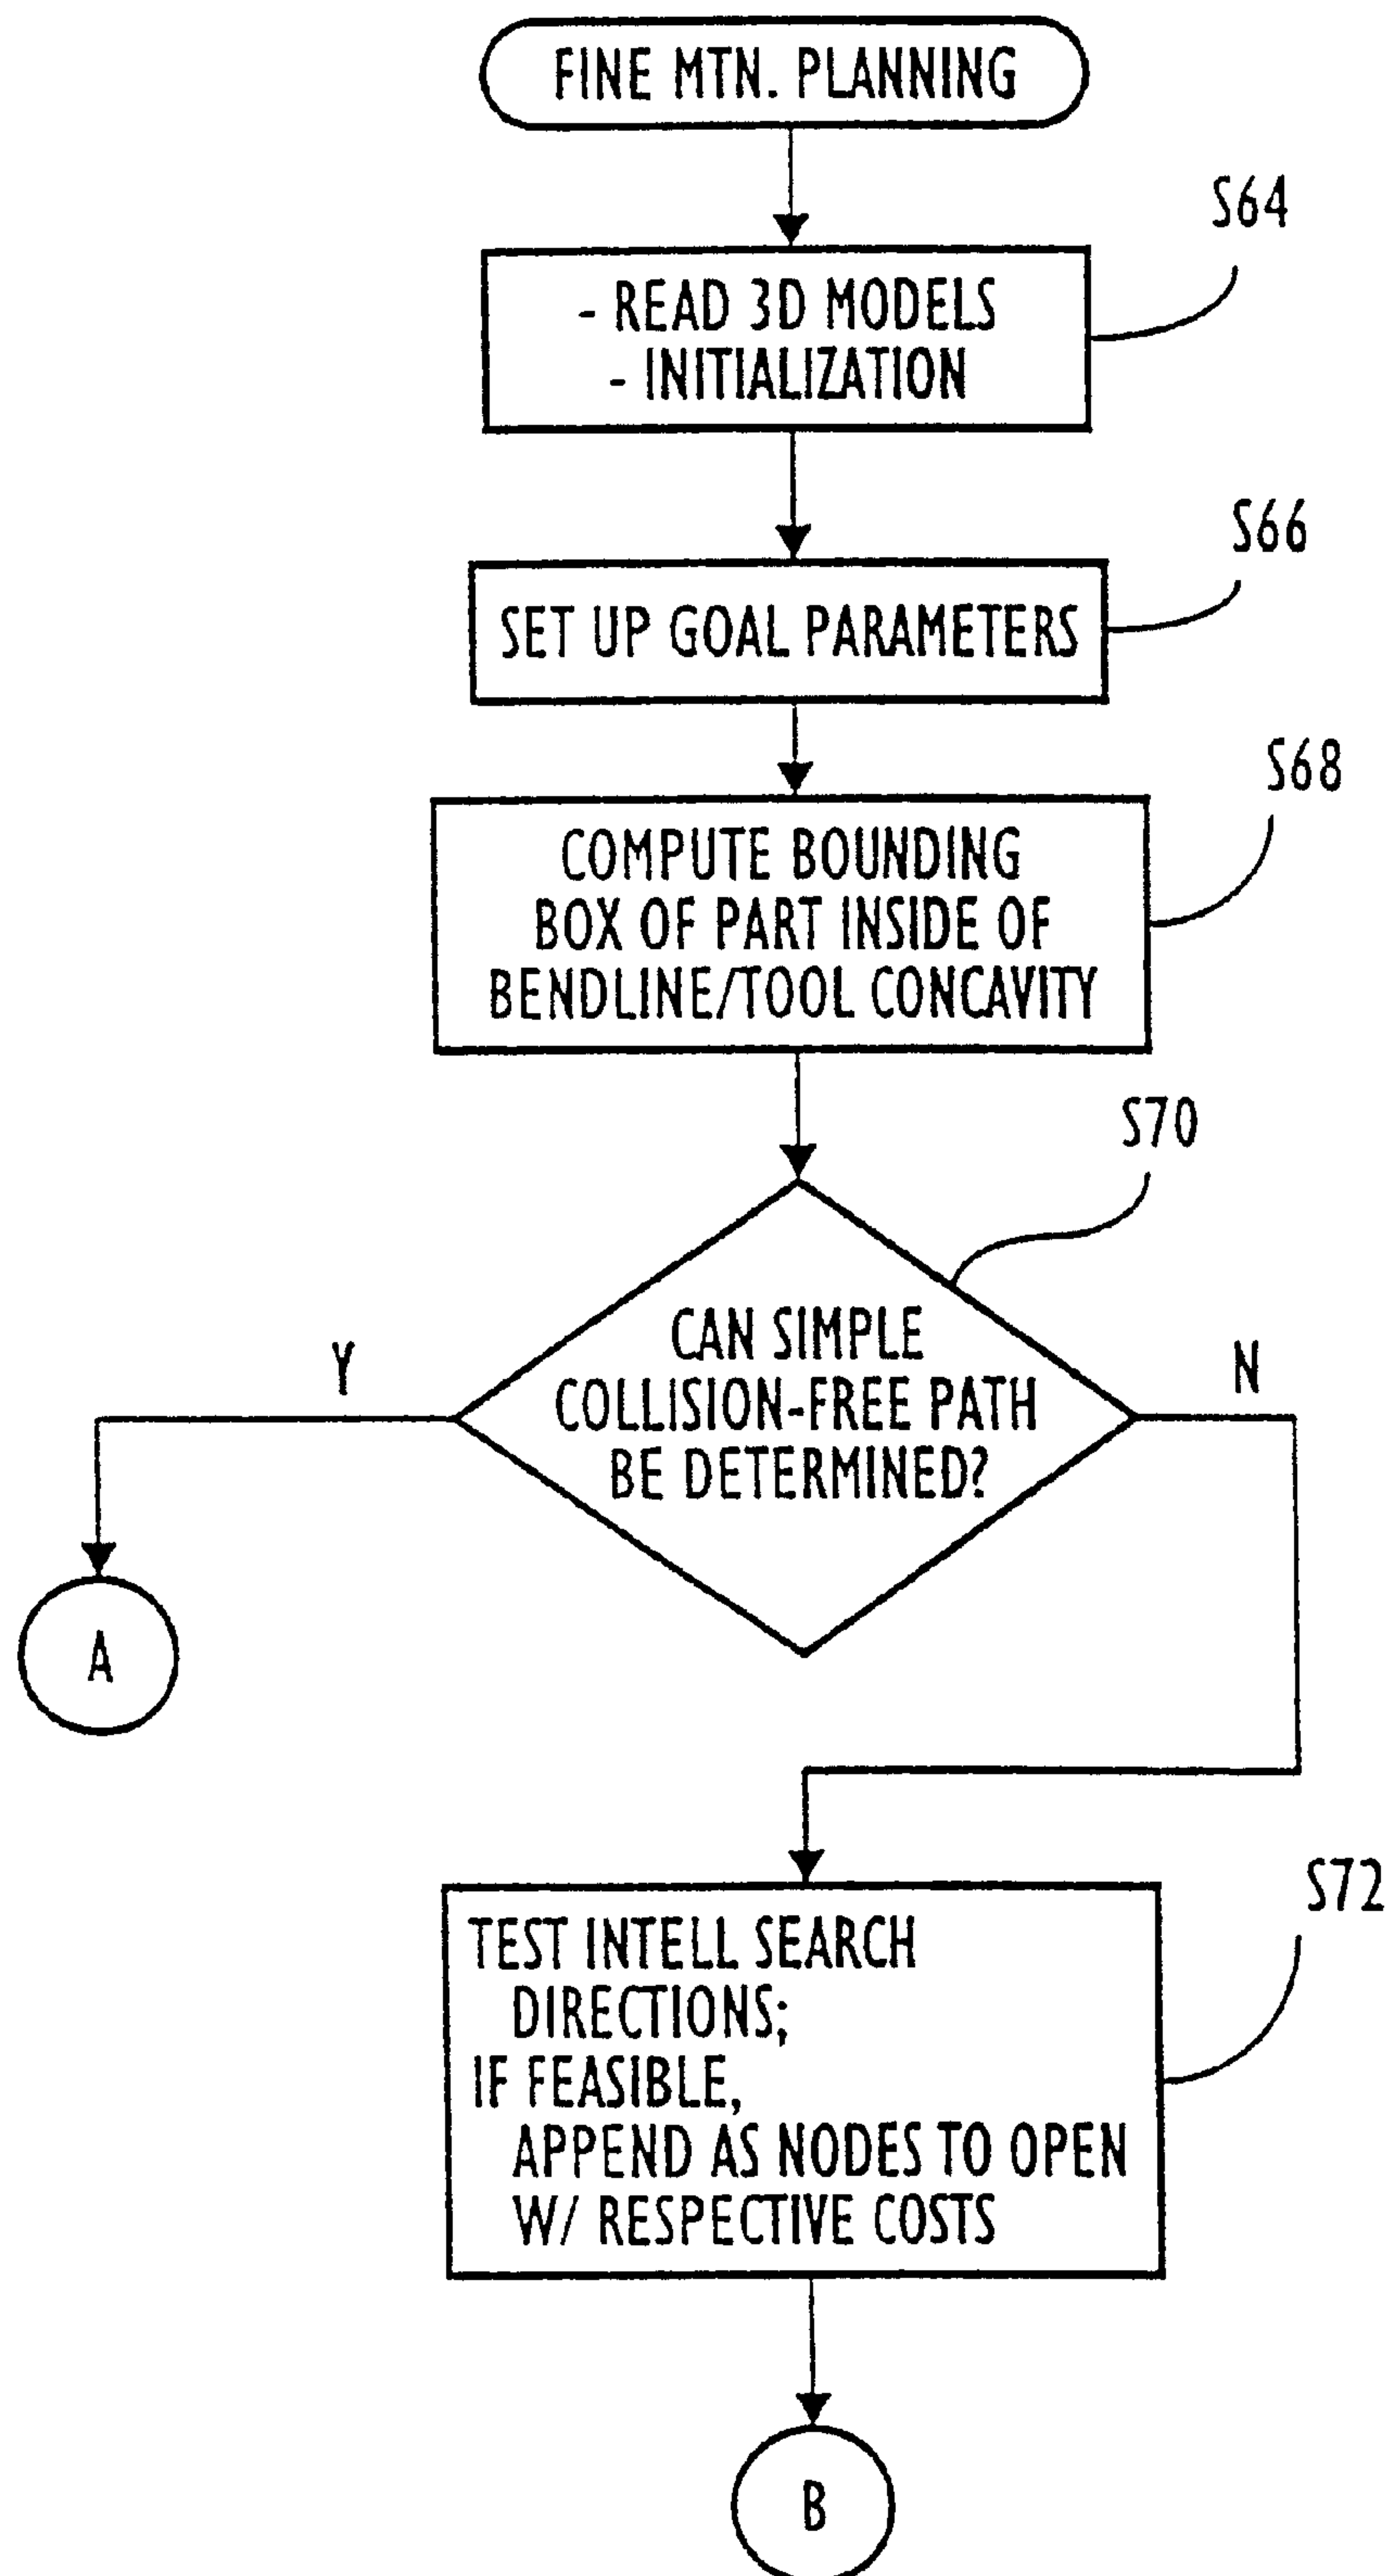 FINE MTN. PLANNING
S64
- READ 3D MODELS
- INITIALIZATION
S66
SET UP GOAL PARAMETERS
S68
COMPUTE BOUNDING
BOX OF PART INSIDE OF
BENDLINE/TOOL CONCAVITY
S70
CAN SIMPLE
COLLISION-FREE PATH
BE DETERMINED?
Y
N
A
S72
TEST INTELL SEARCH
DIRECTIONS;
IF FEASIBLE,
APPEND AS NODES TO OPEN
W/ RESPECTIVE COSTS
B